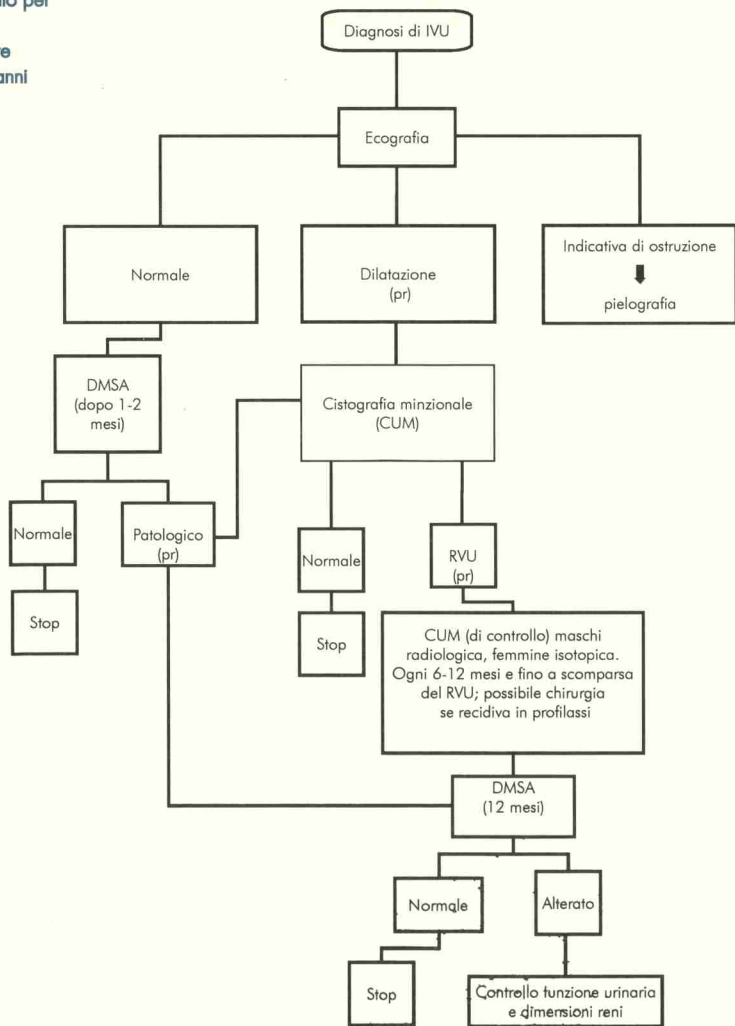 per
re
anni
Diagnosi di IVU
Ecografia
Normale
Dilatazione
(pr)
Indicativa di ostruzione
pielografia
DMSA
(dopo 1-2
mesi)
Cistografia minzionale
(CUM)
Normale
Patologico
(pr)
Normale
RVU
(pr)
Stop
Stop
CUM (di controllo) maschi
radiologica, femmine isotopica.
Ogni 6-12 mesi e fino a scomparsa
del RVU; possibile chirurgia
se recidiva in profilassi
DMSA
(12 mesi)
Normale
Alterato
Stop
Controllo funzione urinaria
e dimensioni reni